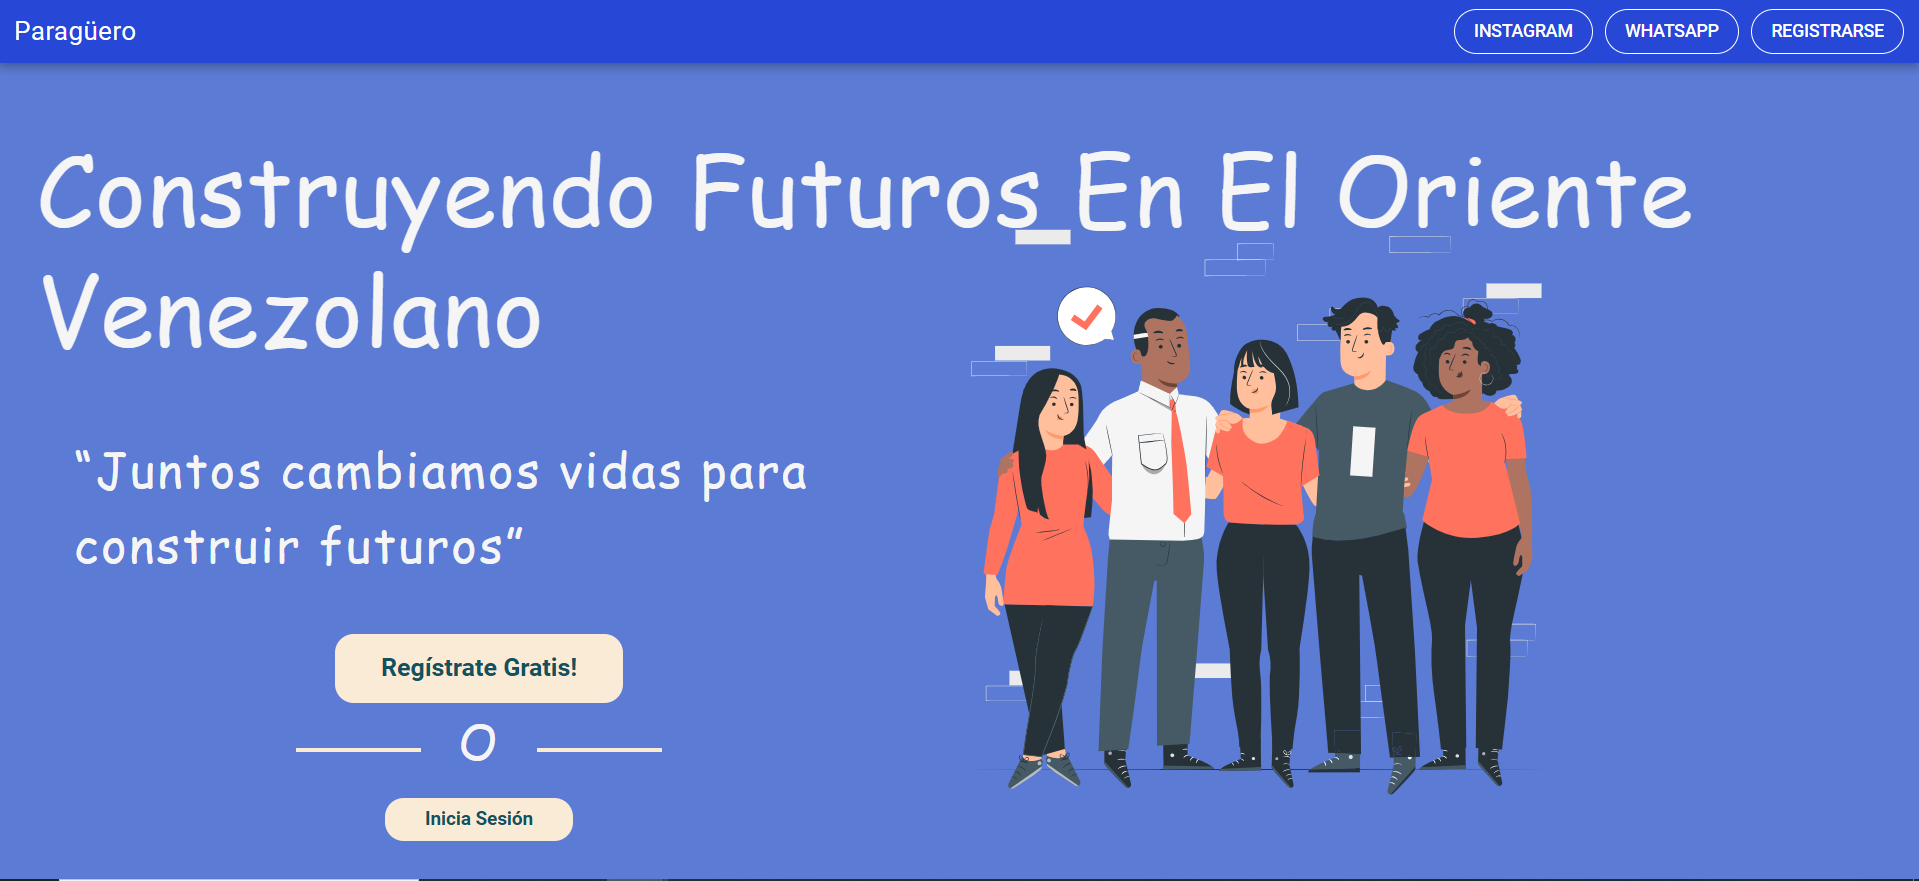 Paragüero
INSTAGRAM
WHATSAPP
REGISTRARSE
Construyendo Futuros En El Oriente
Venezolano
“Juntos cambiamos vidas para
construir futuros”
Regístrate Gratis!
O
Inicia Sesión